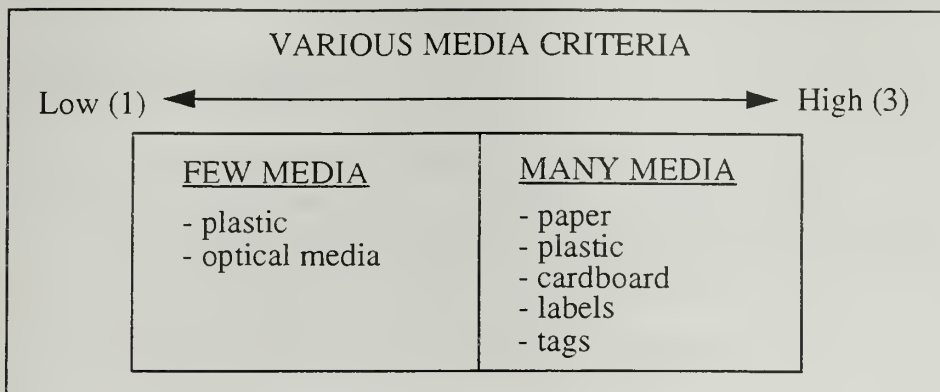 VARIOUS MEDIA CRITERIA
Low (1)
High (3)
FEW MEDIA
- plastic
- optical media
MANY MEDIA
- paper
- plastic
- cardboard
- labels
- tags